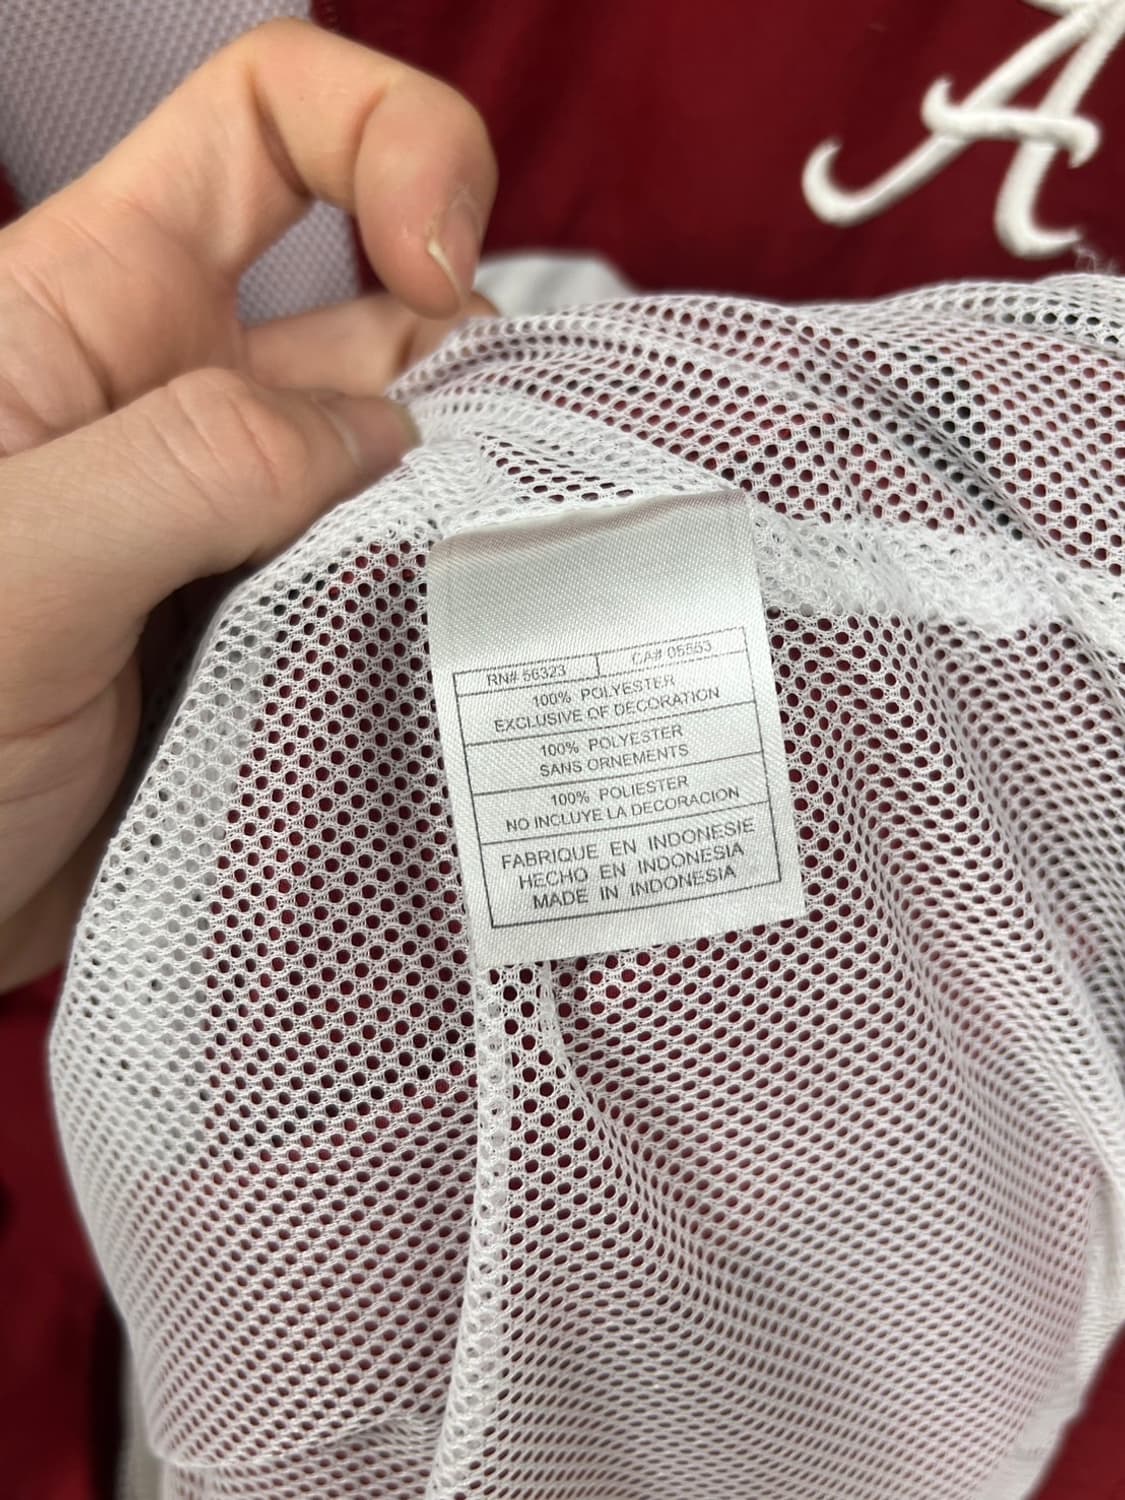 A
RN# 56323 CA# 05553
100% POLYESTER
EXCLUSIVE OF DECORATION
100% POLYESTER
SANS ORNEMENTS
100% POLIESTER
NO INCLUYE LA DECORACION
FABRIQUE EN INDONESIE
HECHO EN INDONESIA
MADE IN INDONESIA